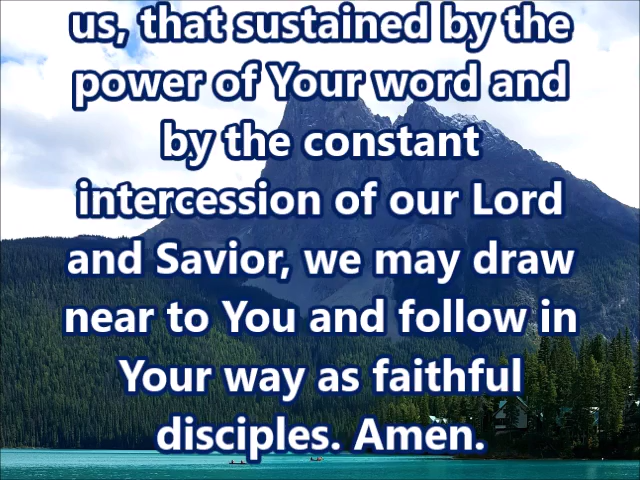 us, that sustained by the
power of Your word and
by the constant
intercession of our Lord
and Savior, we may draw
near to You and follow in
Your way as faithful
disciples. Amen.